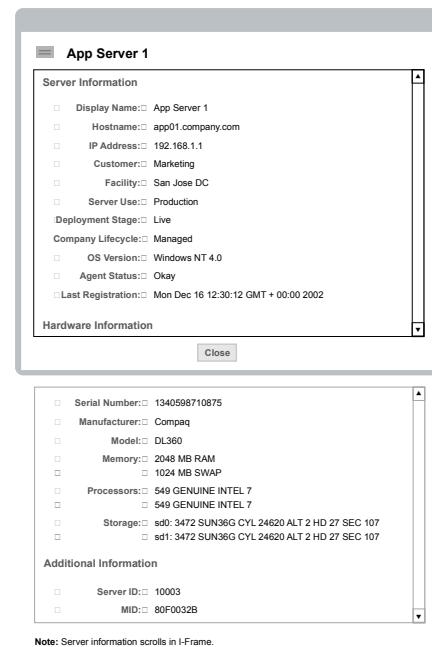 App Server 1
Server Information
Display Name: App Server 1
Hostname: app01.company.com
IP Address: 192.168.1.1
Customer: Marketing
Facility: San Jose DC
Server Use: Production
Deployment Stage: Live
Company Lifecycle: Managed
OS Version: Windows NT 4.0
Agent Status: Okay
Last Registration: Mon Dec 16 12:30:12 GMT + 00:00 2002
Hardware Information
Close
Serial Number: 1340598710875
Manufacturer: Compaq
Model: DL360
Memory: 2048 MB RAM
1024 MB SWAP
Processors: 549 GENUINE INTEL 7
549 GENUINE INTEL 7
Storage: sd0: 3472 SUN36G CYL 24620 ALT 2 HD 27 SEC 107
sd1: 3472 SUN36G CYL 24620 ALT 2 HD 27 SEC 107
Additional Information
Server ID: 10003
MID: 80F0032B
Note: Server information scrolls in I-Frame.